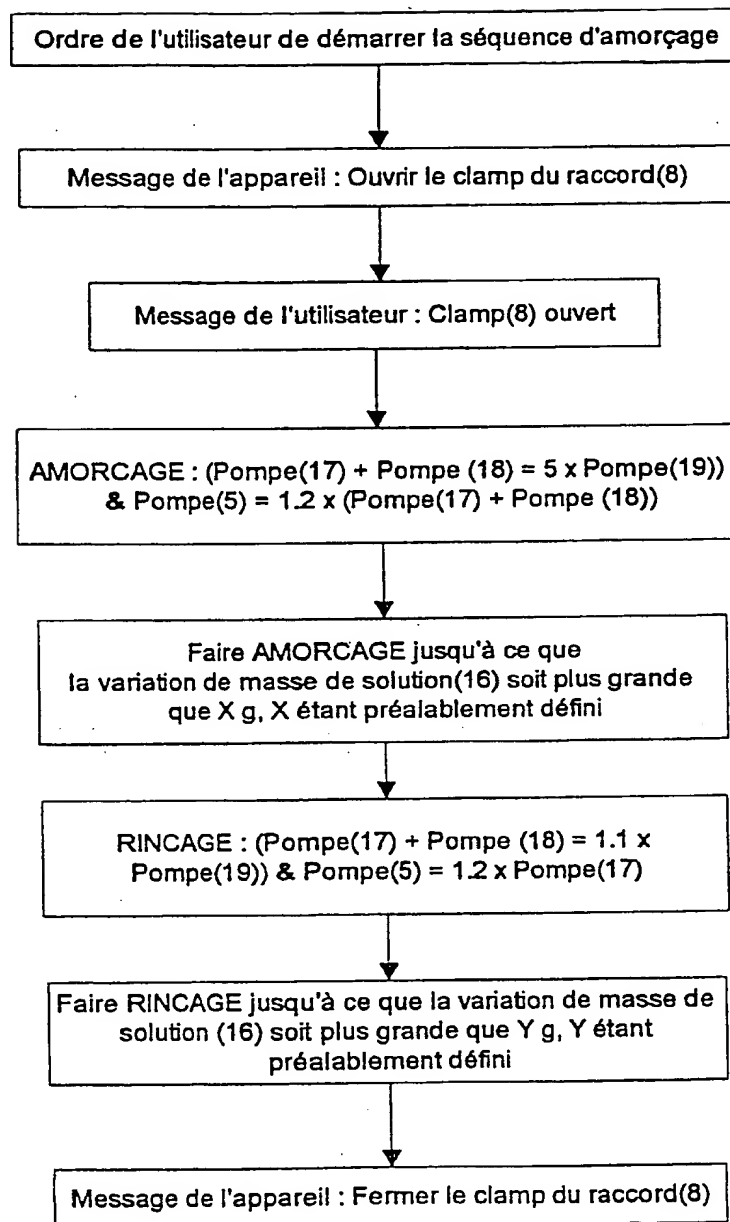 Ordre de l'utilisateur de démarrer la séquence d'amorçage
Message de l'appareil : Ouvrir le clamp du raccord(8)
Message de l'utilisateur : Clamp(8) ouvert
AMORCAGE : (Pompe(17) + Pompe (18) = 5 x Pompe(19))
& Pompe(5) = 1.2 x (Pompe(17) + Pompe (18))
Faire AMORCAGE jusqu'à ce que
la variation de masse de solution(16) soit plus grande
que X g, X étant préalablement défini
RINCAGE : (Pompe(17) + Pompe (18) = 1.1 x
Pompe(19)) & Pompe(5) = 1.2 x Pompe(17)
Faire RINCAGE jusqu'à ce que la variation de masse de
solution (16) soit plus grande que Y g, Y étant
préalablement défini
Message de l'appareil : Fermer le clamp du raccord(8)